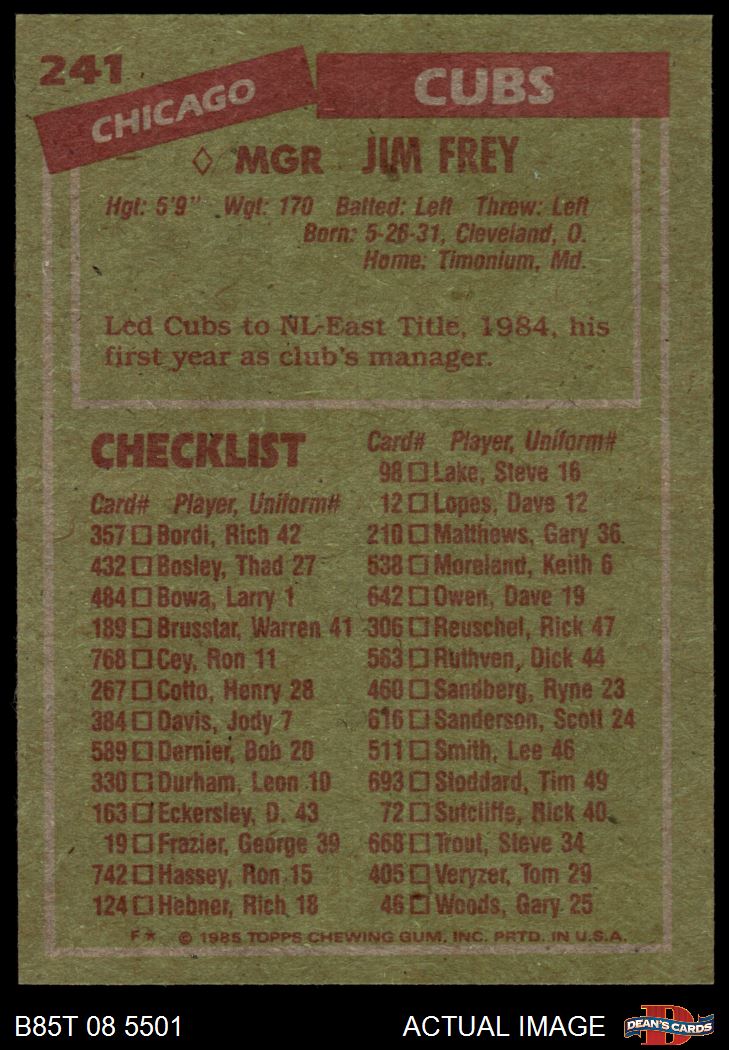 241
CHICAGO CUBS
◇ MGR JIM FREY
Hgt: 5'9" Wgt: 170 Batted: Left Threw: Left
Born: 5-26-31, Cleveland, O.
Home: Timonium, Md.
Led Cubs to NL-East Title, 1984, his
first year as club's manager.
CHECKLIST
Card# Player, Uniform#
357 □ Bordi, Rich 42
432 □ Bosley, Thad 27
484 □ Bowa, Larry 1
189 □ Brusstar, Warren 41
768 □ Cey, Ron 11
267 □ Cotto, Henry 28
384 □ Davis, Jody 7
589 □ Dernier, Bob 20
330 □ Durham, Leon 10
163 □ Eckersley, D. 43
19 □ Frazier, George 39
742 □ Hassey, Ron 15
124 □ Hebner, Rich 18
Card# Player, Uniform#
98 □ Lake, Steve 16
12 □ Lopes, Dave 12
210 □ Matthews, Gary 36
538 □ Moreland, Keith 6
642 □ Owen, Dave 19
306 □ Reuschel, Rick 47
563 □ Ruthven, Dick 44
460 □ Sandberg, Ryne 23
616 □ Sanderson, Scott 24
511 □ Smith, Lee 46
693 □ Stoddard, Tim 49
72 □ Sutcliffe, Rick 40
668 □ Trout, Steve 34
405 □ Veryzer, Tom 29
46 □ Woods, Gary 25
F★ © 1985 TOPPS CHEWING GUM, INC. PRTD. IN U.S.A.
B85T 08 5501
ACTUAL IMAGE
DEAN'S CARDS